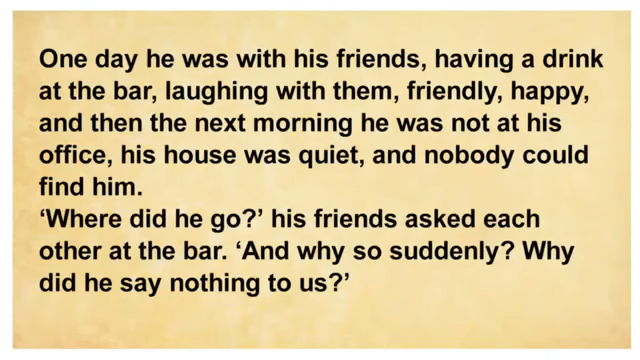 One day he was with his friends, having a drink
at the bar, laughing with them, friendly, happy,
and then the next morning he was not at his
office, his house was quiet, and nobody could
find him.
‘Where did he go?’ his friends asked each
other at the bar. ‘And why so suddenly? Why
did he say nothing to us?’